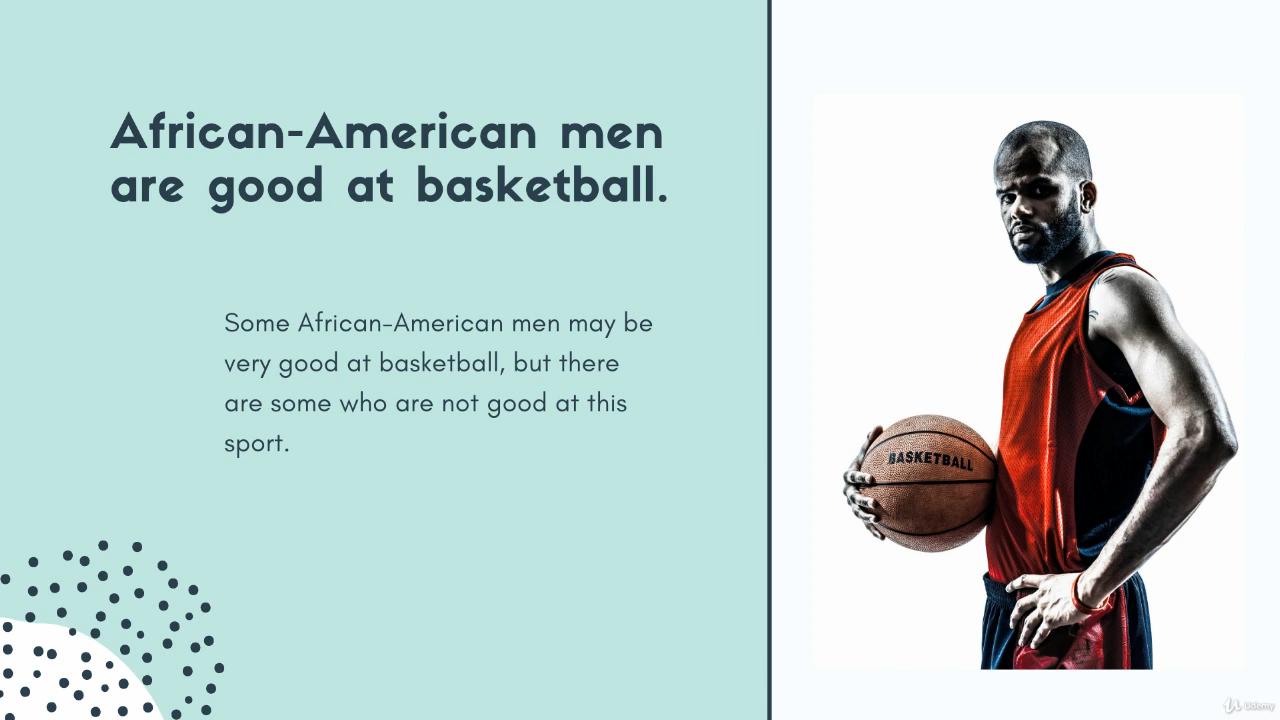 African-American men
are good at basketball.
Some African-American men may be
very good at basketball, but there
are some who are not good at this
sport.
BASKETBALL
Udemy